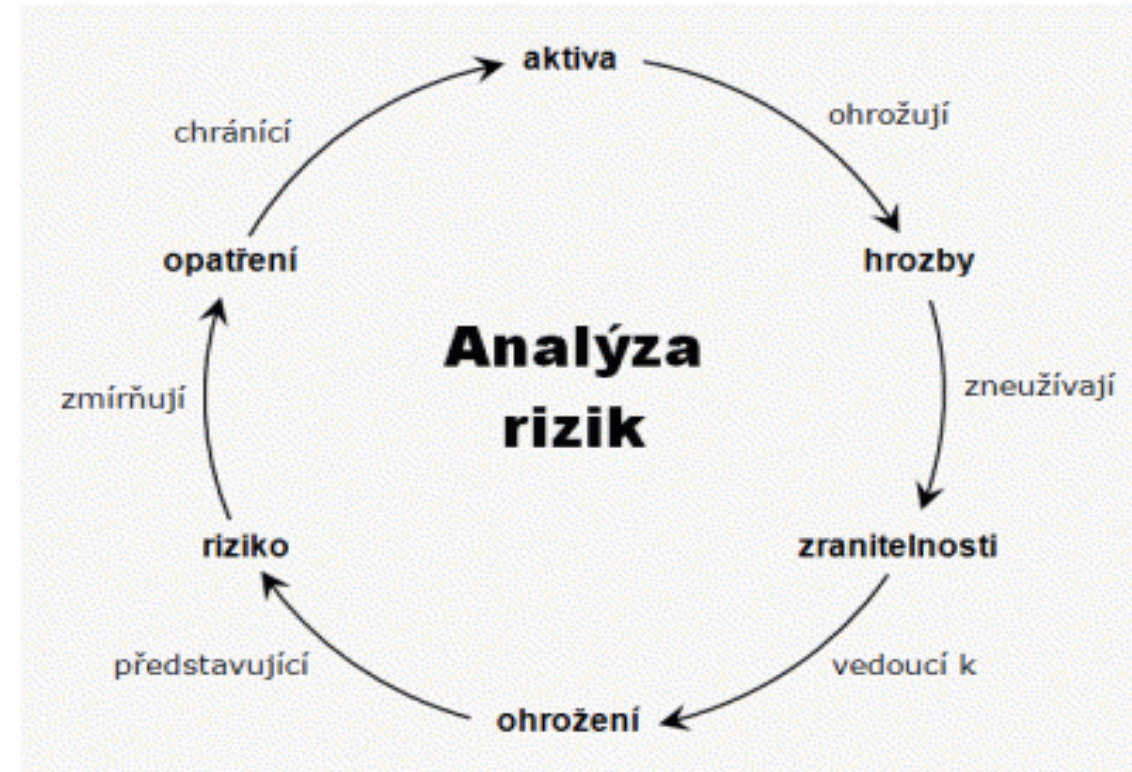 aktiva
ohrožují
chránící
opatření
hrozby
Analýza
rizik
zmírňují
zneužívají
riziko
zranitelnosti
představující
vedoucí k
ohrožení